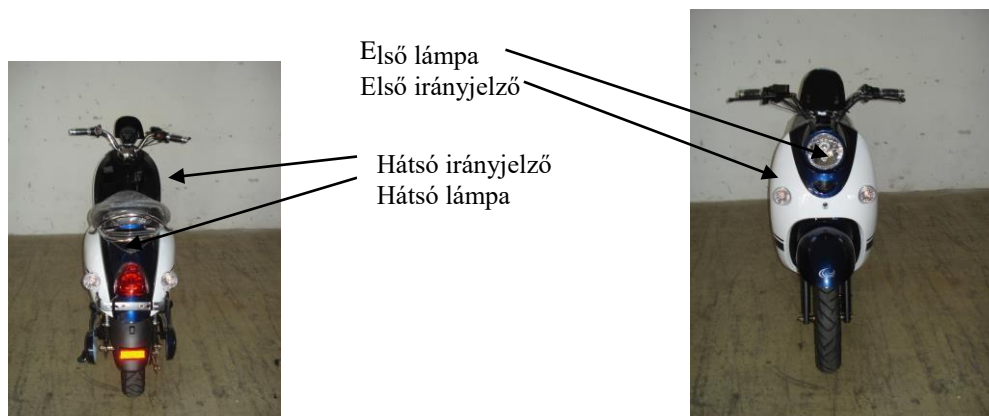 Első lámpa
Első irányjelző
Hátsó irányjelző
Hátsó lámpa